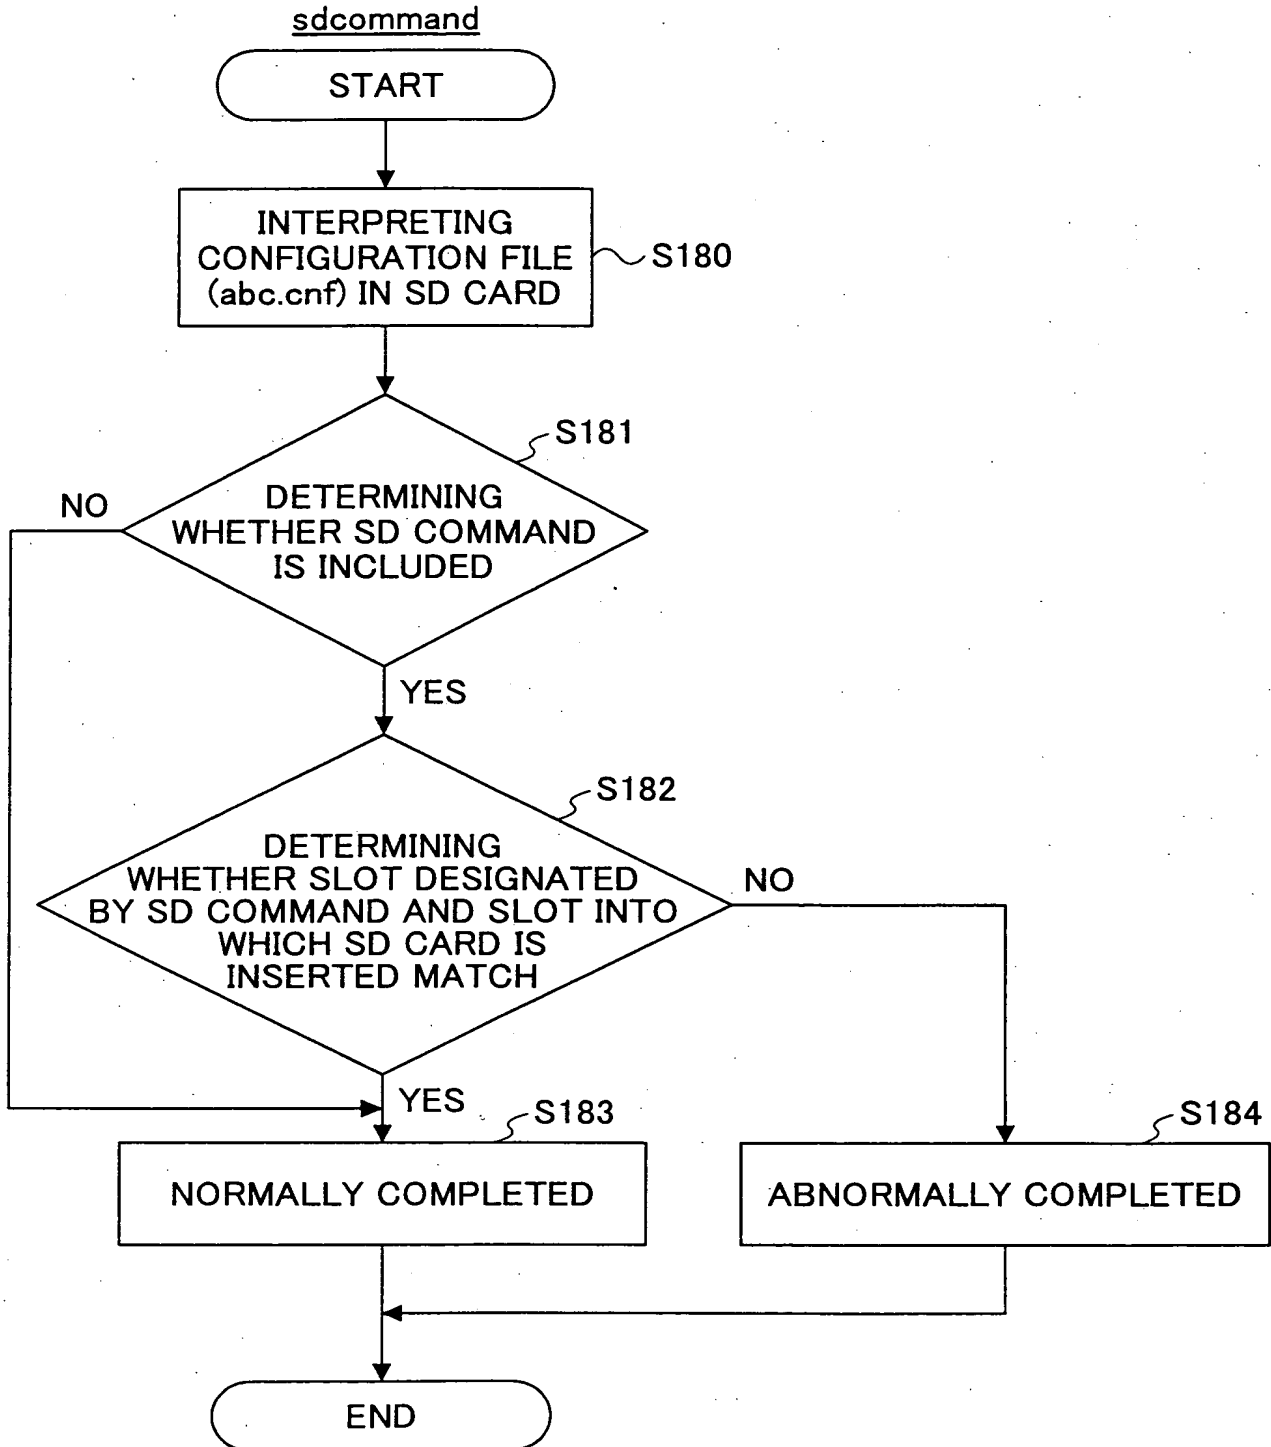 sdcommand
START
INTERPRETING
CONFIGURATION FILE
(abc.cnf) IN SD CARD
S180
S181
DETERMINING
WHETHER SD COMMAND
IS INCLUDED
NO
YES
S182
DETERMINING
WHETHER SLOT DESIGNATED
BY SD COMMAND AND SLOT INTO
WHICH SD CARD IS
INSERTED MATCH
NO
YES
S183
NORMALLY COMPLETED
S184
ABNORMALLY COMPLETED
END